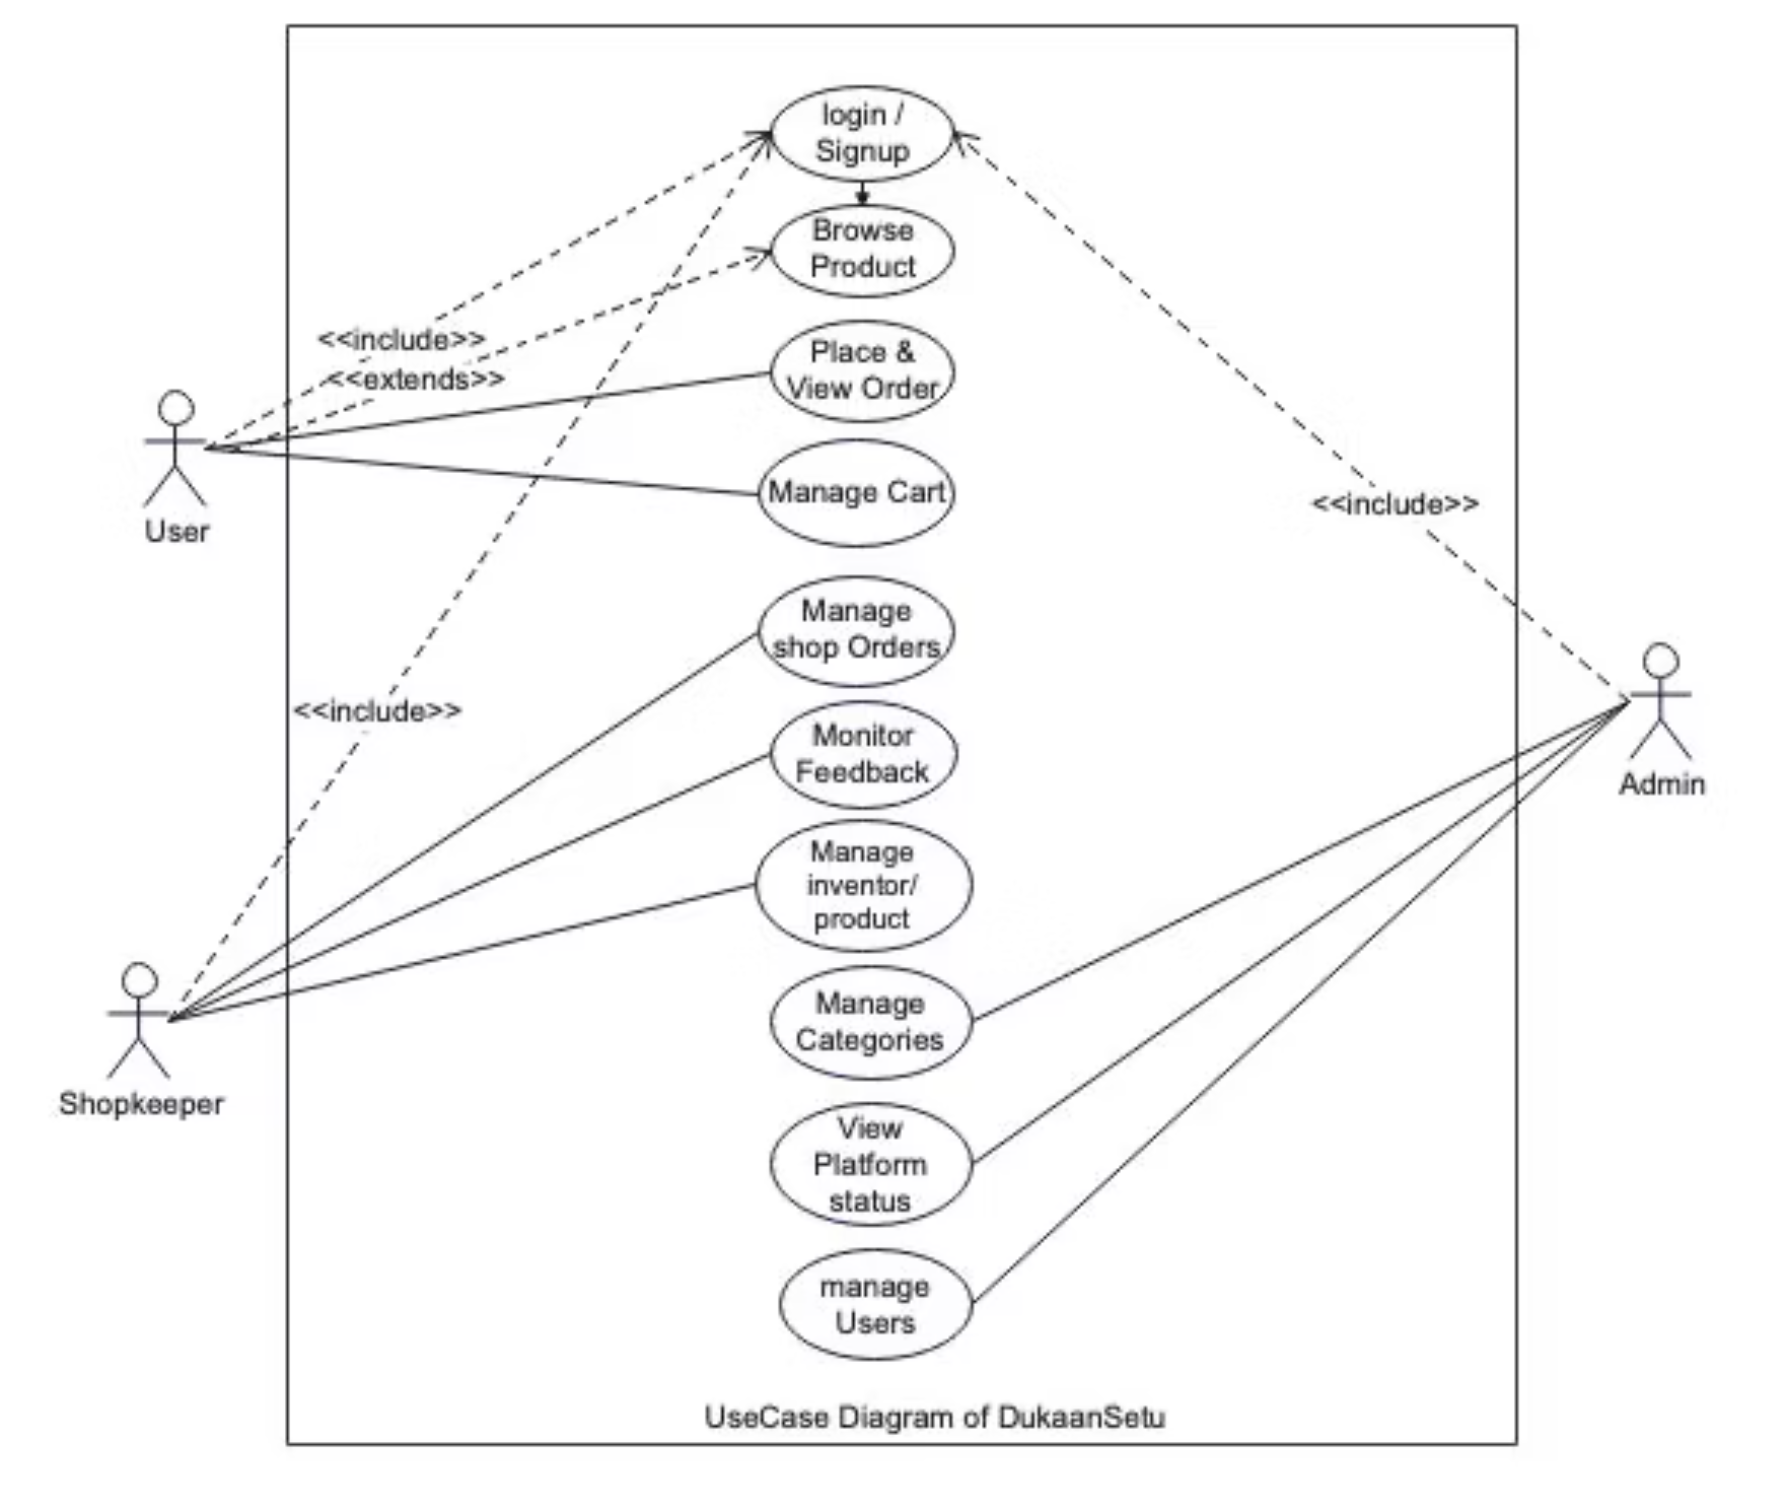 login /
Signup
Browse
Product
<<include>>
<<extends>>
Place &
View Order
User
Manage Cart
<<include>>
Manage
shop Orders
<<include>>
Monitor
Feedback
Admin
Manage
inventor/
product
Shopkeeper
Manage
Categories
View
Platform
status
manage
Users
UseCase Diagram of DukaanSetu